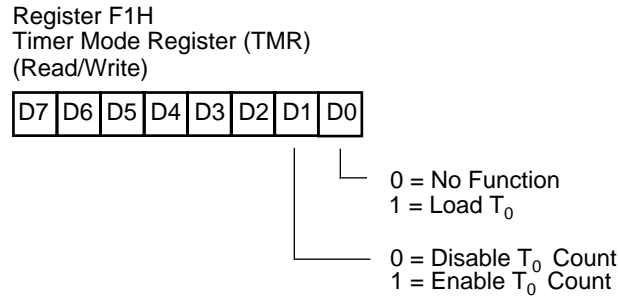 Register F1H
Timer Mode Register (TMR)
(Read/Write)
D7 D6 D5 D4 D3 D2 D1 D0
0 = No Function
1 = Load T₀
0 = Disable T₀ Count
1 = Enable T₀ Count